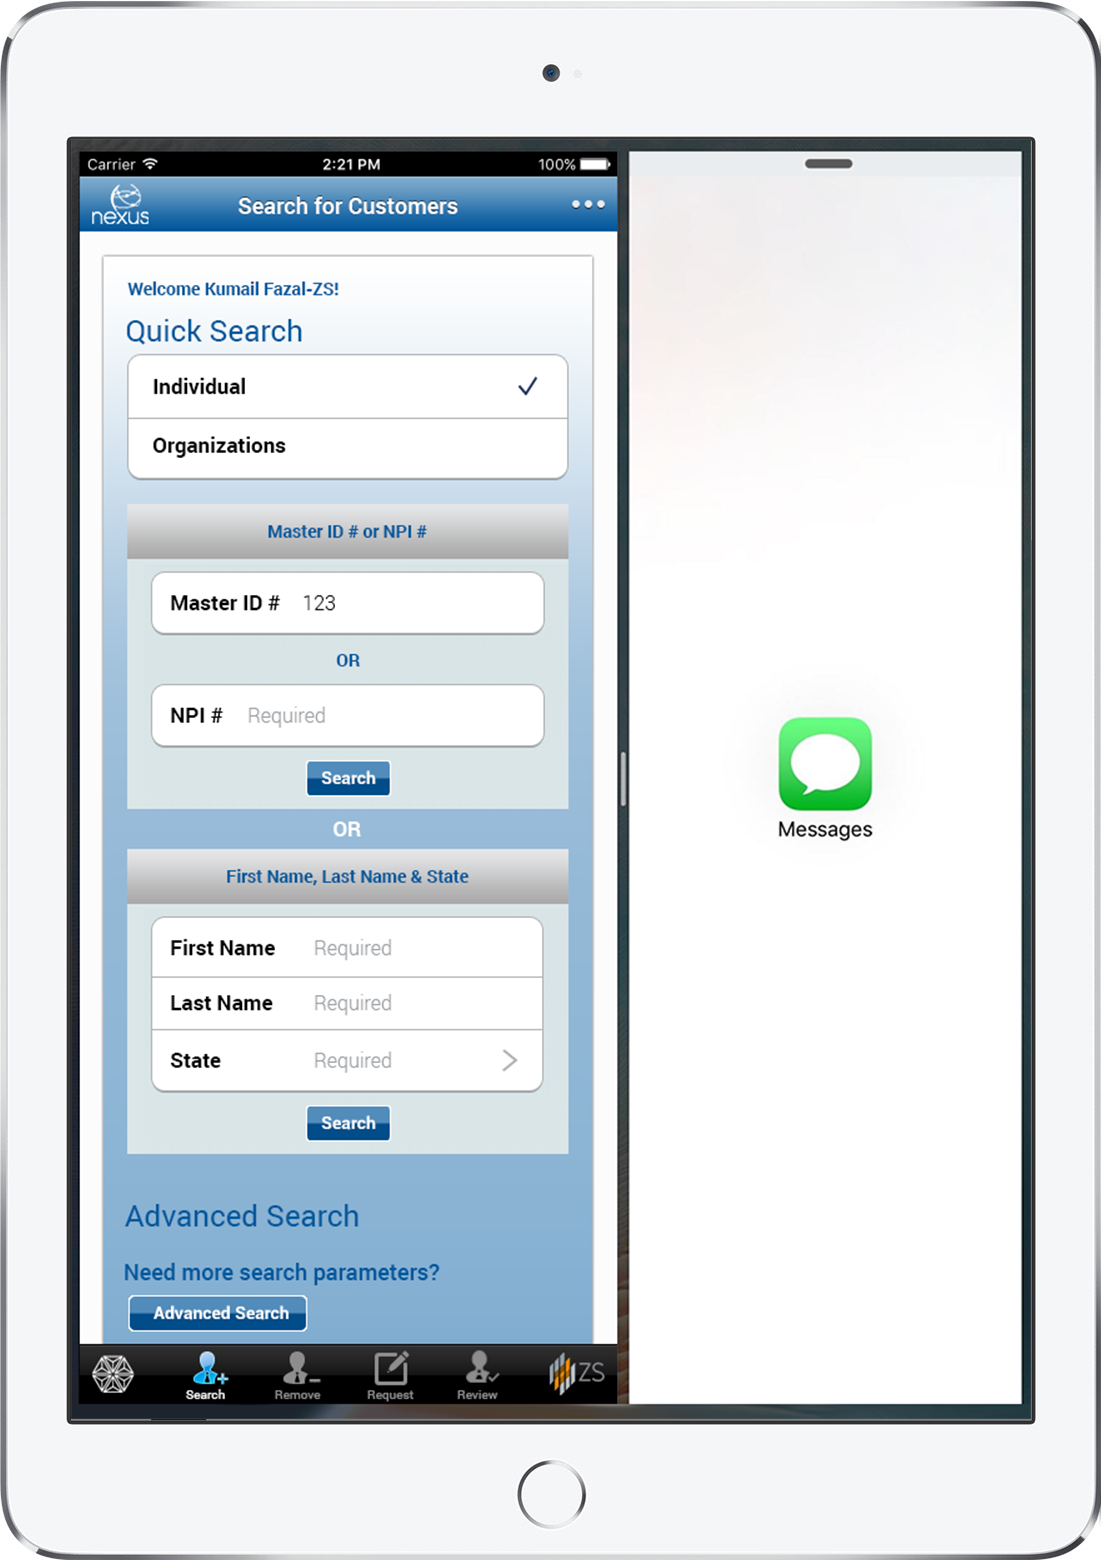 Carrier 2:21 PM 100%
nexus Search for Customers
Welcome Kumail Fazal-ZS!
Quick Search
Individual
Organizations
Master ID # or NPI #
Master ID # 123
OR
NPI # Required
Search
OR
First Name, Last Name & State
First Name Required
Last Name Required
State Required
Search
Advanced Search
Need more search parameters?
Advanced Search
Search Remove Request Review ZS
Messages